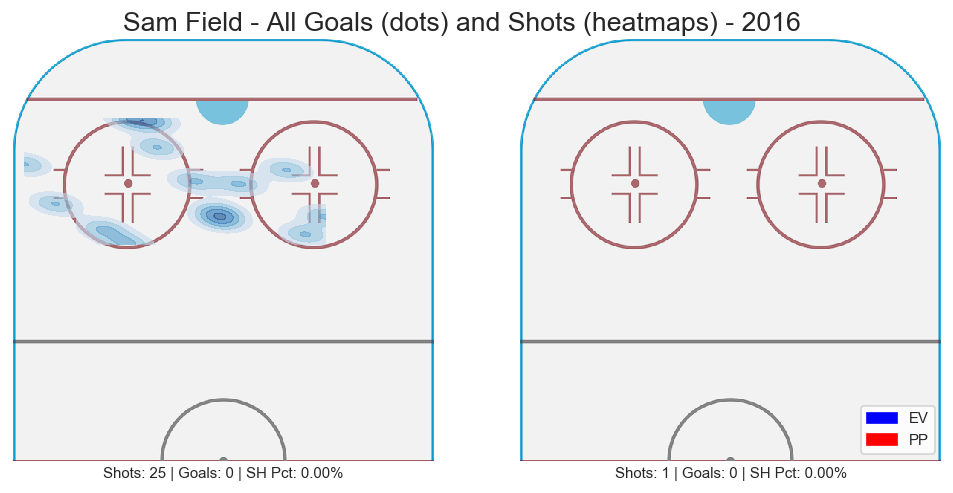 Sam Field - All Goals (dots) and Shots (heatmaps) - 2016
EV
PP
Shots: 25 | Goals: 0 | SH Pct: 0.00%
Shots: 1 | Goals: 0 | SH Pct: 0.00%